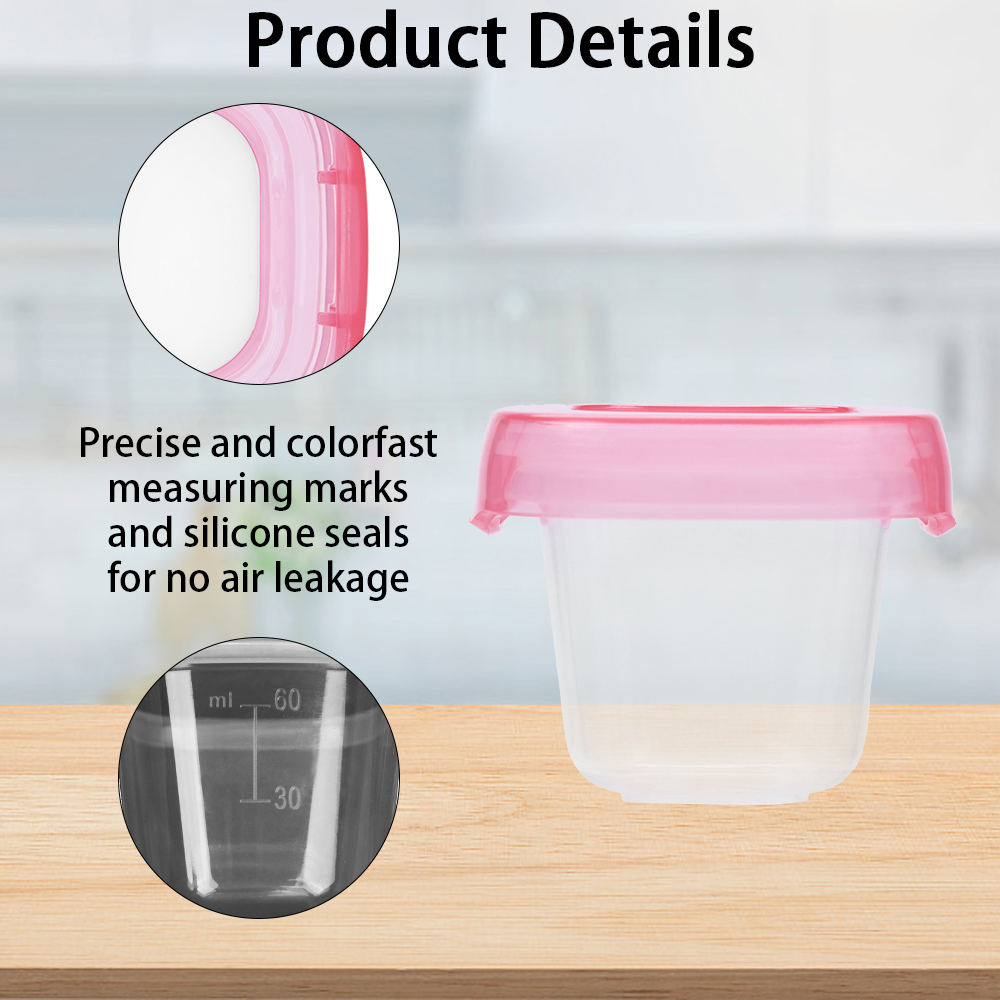 Product Details
Precise and colorfast
measuring marks
and silicone seals
for no air leakage
ml 60
30